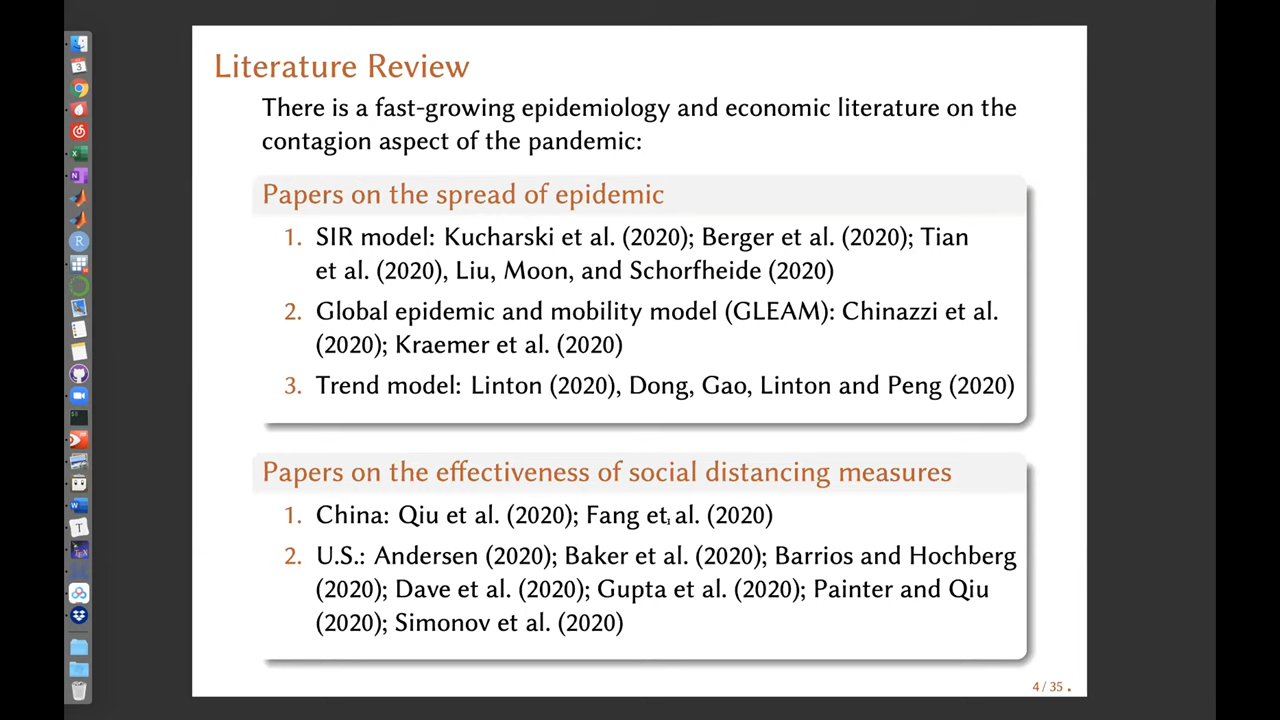 Literature Review
There is a fast-growing epidemiology and economic literature on the
contagion aspect of the pandemic:
Papers on the spread of epidemic
1. SIR model: Kucharski et al. (2020); Berger et al. (2020); Tian
et al. (2020), Liu, Moon, and Schorfheide (2020)
2. Global epidemic and mobility model (GLEAM): Chinazzi et al.
(2020); Kraemer et al. (2020)
3. Trend model: Linton (2020), Dong, Gao, Linton and Peng (2020)
Papers on the effectiveness of social distancing measures
1. China: Qiu et al. (2020); Fang et al. (2020)
2. U.S.: Andersen (2020); Baker et al. (2020); Barrios and Hochberg
(2020); Dave et al. (2020); Gupta et al. (2020); Painter and Qiu
(2020); Simonov et al. (2020)
4 / 35